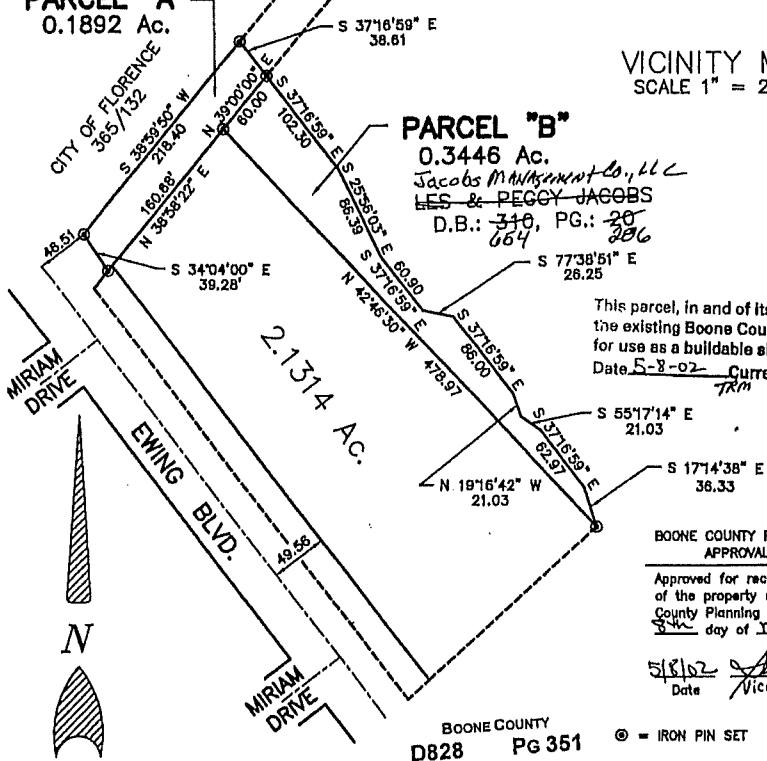 PARCEL "A"
0.1892 Ac.
S 37°16'59" E
38.61
VICINITY M
SCALE 1" = 2
CITY OF FLORENCE
365/132
S 38°59'50" W
218.40
N 39°00'00" E
60.00
S 37°16'59" E
102.30
PARCEL "B"
0.3446 Ac.
Jacobs MANAGEMENT Co., LLC
LES & PEGGY JACOBS
D.B.: 310, PG.: 20
654 206
160.68'
N 38°58'22" E
S 25°56'03" E
86.39
48.51
S 34°04'00" E
39.28'
60.90
S 37°16'59" E
S 77°38'51" E
26.25
N 42°46'30" W
478.97
S 37°16'59" E
86.00
This parcel, in and of its
the existing Boone Cou
for use as a buildable si
Date 5-8-02 Curre
TRM
2.1314 Ac.
MIRIAM
DRIVE
EWING BLVD.
S 37°16'59" E
62.97
S 55°17'14" E
21.03
N 19°16'42" W
21.03
S 17°14'38" E
36.33
49.56
BOONE COUNTY P
APPROVAL
Approved for rec
of the property
County Planning
8th day of
5/8/02
Date Vice
N
MIRIAM
DRIVE
BOONE COUNTY
D828 PG 351
= IRON PIN SET